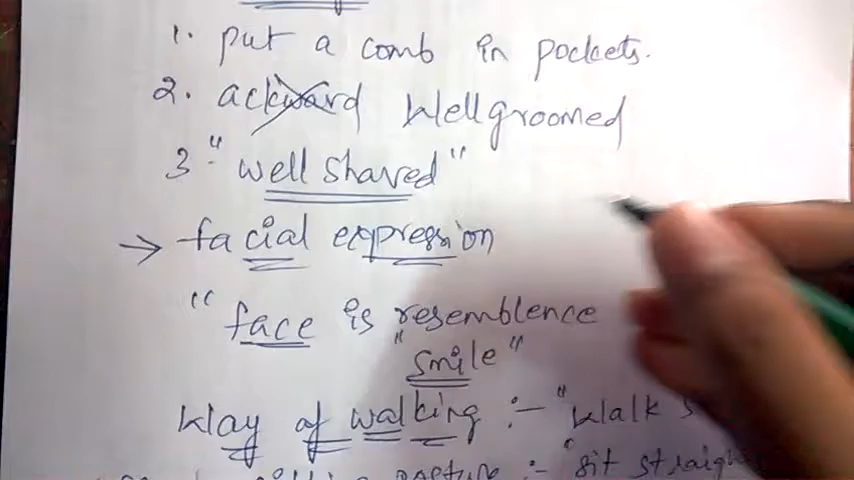 1. put a comb in pockets.
2. ackward Wellgroomed
3 "well shaved"
→ facial expression
"face is resemblence
"smile"
Way of walking :- "Walk s
posture :- "sit straigh